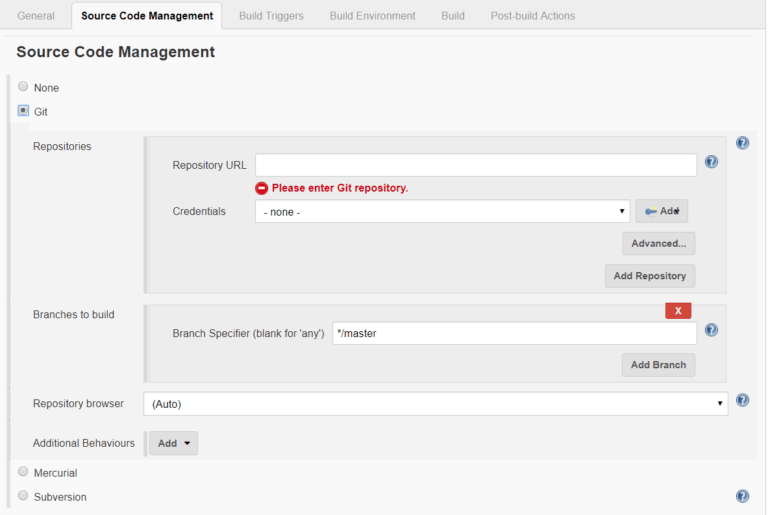 General Source Code Management Build Triggers Build Environment Build Post-build Actions
Source Code Management
None
Git
Repositories
Repository URL
Please enter Git repository.
Credentials - none - Add
Advanced...
Add Repository
Branches to build
X
Branch Specifier (blank for 'any') */master
Add Branch
Repository browser (Auto)
Additional Behaviours Add
Mercurial
Subversion